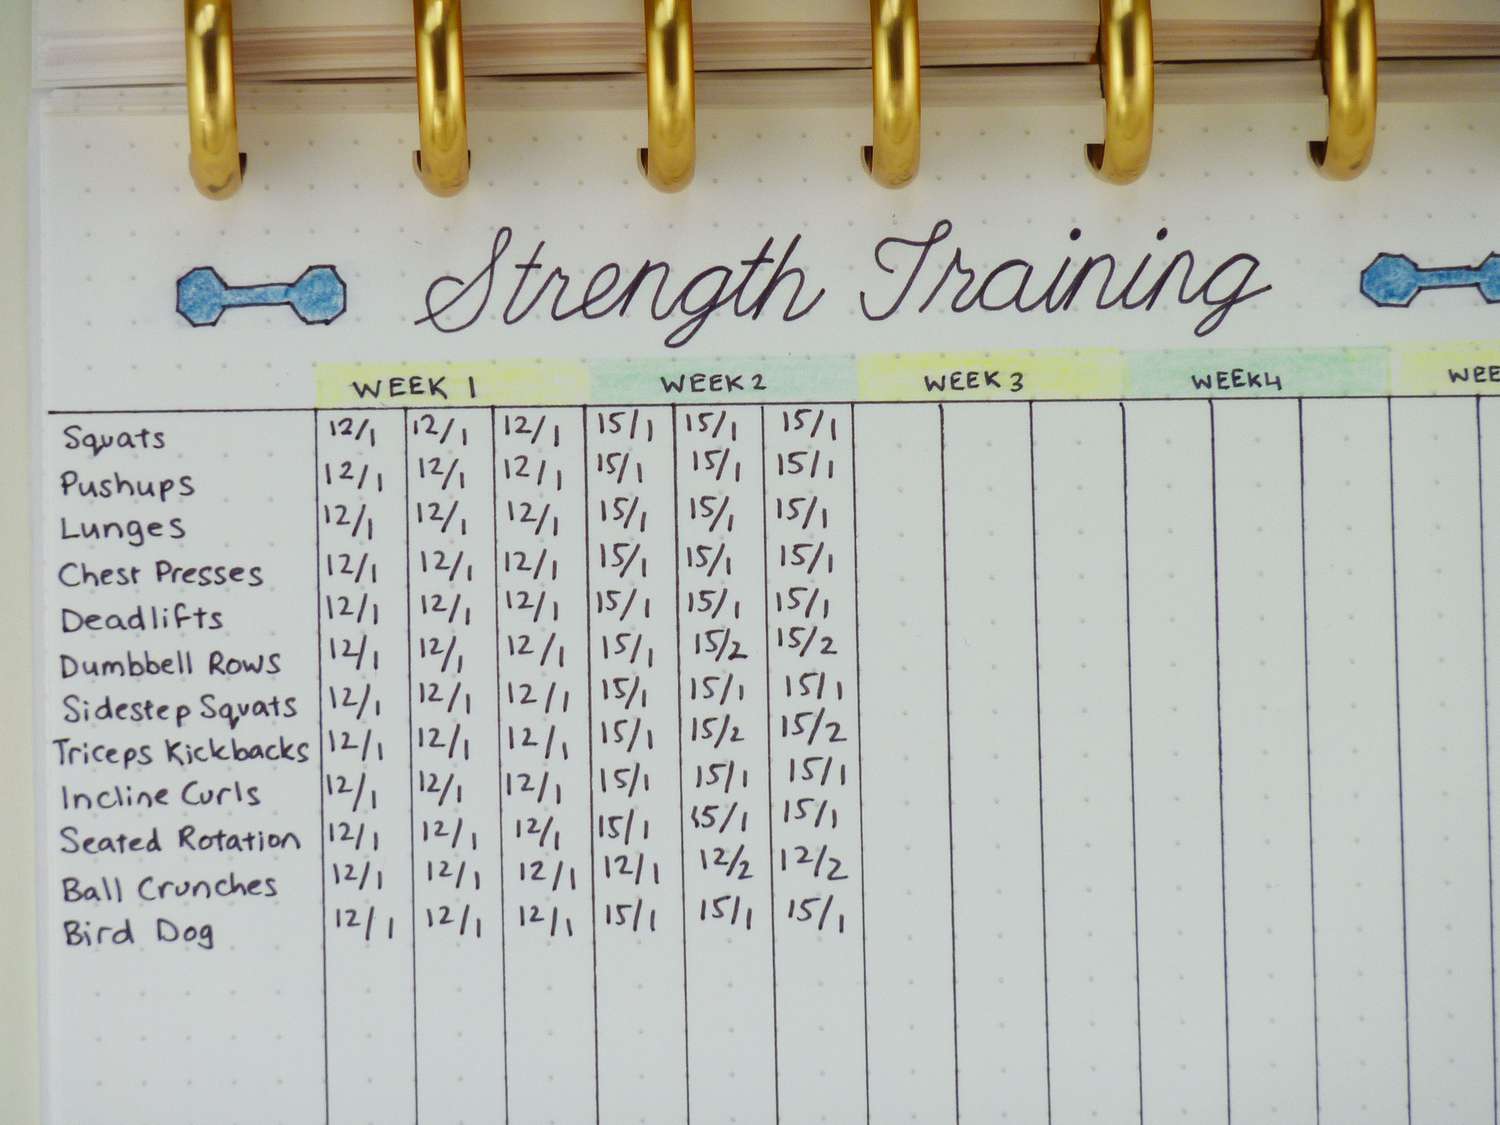 Strength Training
WEEK 1 WEEK 2 WEEK 3 WEEK 4 WEE
Squats 12/1 12/1 12/1 15/1 15/1 15/1
Pushups 12/1 12/1 12/1 15/1 15/1 15/1
Lunges 12/1 12/1 12/1 15/1 15/1 15/1
Chest Presses 12/1 12/1 12/1 15/1 15/1 15/1
Deadlifts 12/1 12/1 12/1 15/1 15/1 15/1
Dumbbell Rows 12/1 12/1 12/1 15/1 15/2 15/2
Sidestep Squats 12/1 12/1 12/1 15/1 15/1 15/1
Triceps Kickbacks 12/1 12/1 12/1 15/1 15/2 15/2
Incline Curls 12/1 12/1 12/1 15/1 15/1 15/1
Seated Rotation 12/1 12/1 12/1 15/1 15/1 15/1
Ball Crunches 12/1 12/1 12/1 12/1 12/2 12/2
Bird Dog 12/1 12/1 12/1 15/1 15/1 15/1